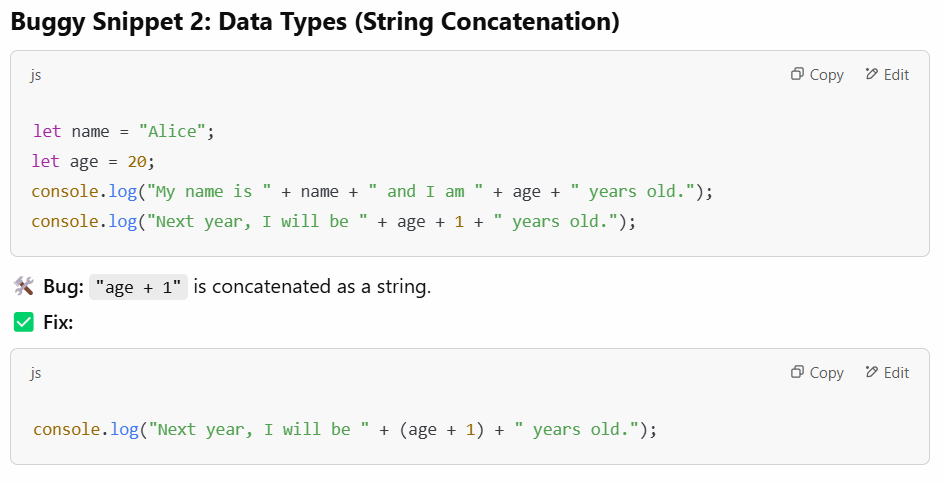 Buggy Snippet 2: Data Types (String Concatenation)
js
Copy
Edit
let name = "Alice";
let age = 20;
console.log("My name is " + name + " and I am " + age + " years old.");
console.log("Next year, I will be " + age + 1 + " years old.");
🛠️ Bug: "age + 1" is concatenated as a string.
✅ Fix:
js
Copy
Edit
console.log("Next year, I will be " + (age + 1) + " years old.");